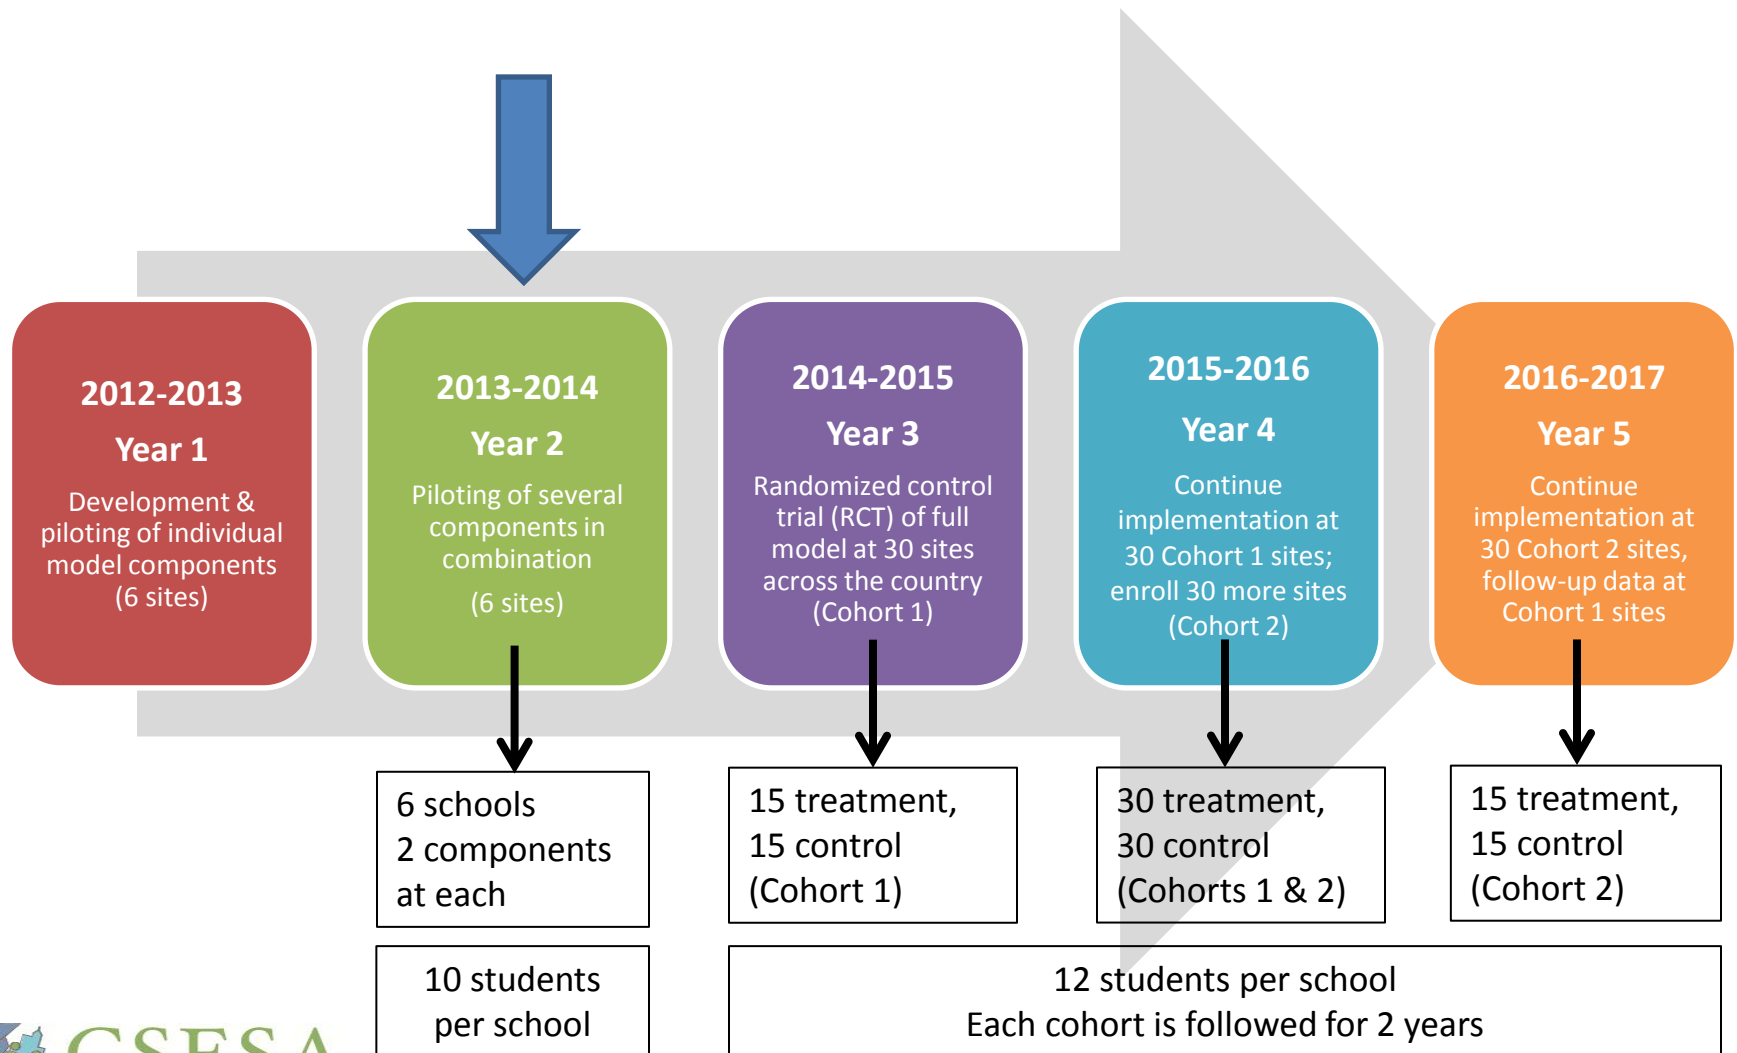 2012-2013
Year 1
Development &
piloting of individual
model components
(6 sites)
2013-2014
Year 2
Piloting of several
components in
combination
(6 sites)
2014-2015
Year 3
Randomized control
trial (RCT) of full
model at 30 sites
across the country
(Cohort 1)
2015-2016
Year 4
Continue
implementation at
30 Cohort 1 sites;
enroll 30 more sites
(Cohort 2)
2016-2017
Year 5
Continue
implementation at
30 Cohort 2 sites,
follow-up data at
Cohort 1 sites
6 schools
2 components
at each
15 treatment,
15 control
(Cohort 1)
30 treatment,
30 control
(Cohorts 1 & 2)
15 treatment,
15 control
(Cohort 2)
10 students
per school
12 students per school
Each cohort is followed for 2 years
CSESA